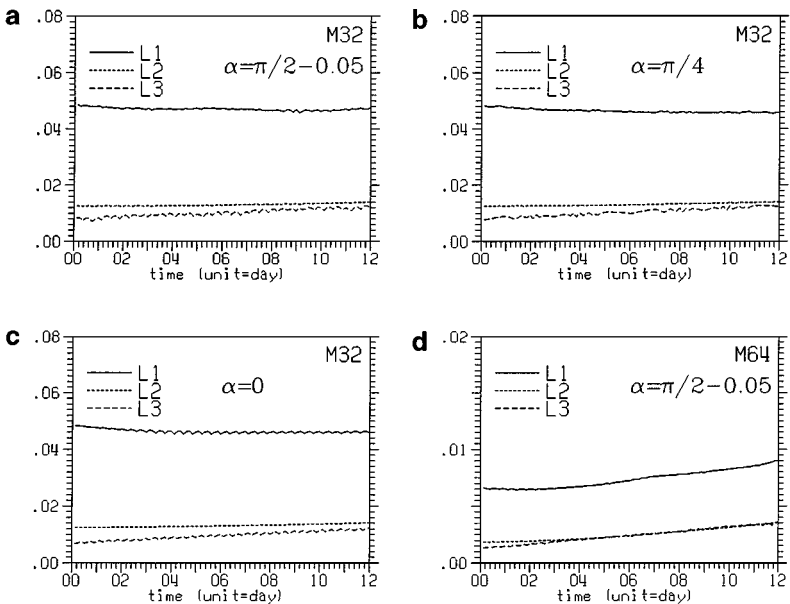 a
.08
.06
.04
.02
.00
M32
L1
L2
L3
α=π/2−0.05
00 02 04 06 08 10 12
time (unit=day)
b
.08
.06
.04
.02
.00
M32
L1
L2
L3
α=π/4
00 02 04 06 08 10 12
time (unit=day)
c
.08
.06
.04
.02
.00
M32
L1
L2
L3
α=0
00 02 04 06 08 10 12
time (unit=day)
d
.02
.01
.00
M64
L1
L2
L3
α=π/2−0.05
00 02 04 06 08 10 12
time (unit=day)